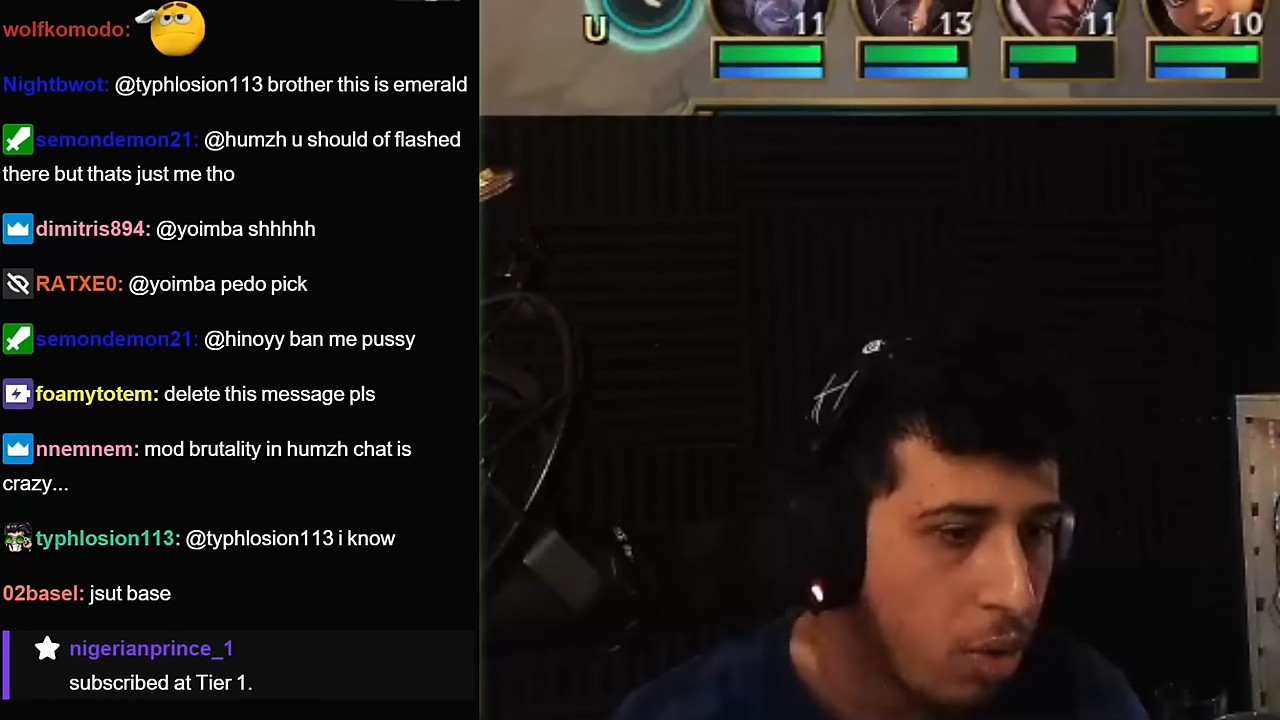 wolfkomodo:
Nightbwot: @typhlosion113 brother this is emerald
semondemon21: @humzh u should of flashed
there but thats just me tho
dimitris894: @yoimba shhhhh
RATXE0: @yoimba pedo pick
semondemon21: @hinoyy ban me pussy
foamytotem: delete this message pls
nnemnem: mod brutality in humzh chat is
crazy...
typhlosion113: @typhlosion113 i know
02basel: jsut base
nigerianprince_1
subscribed at Tier 1.
U
11
13
11
10
H